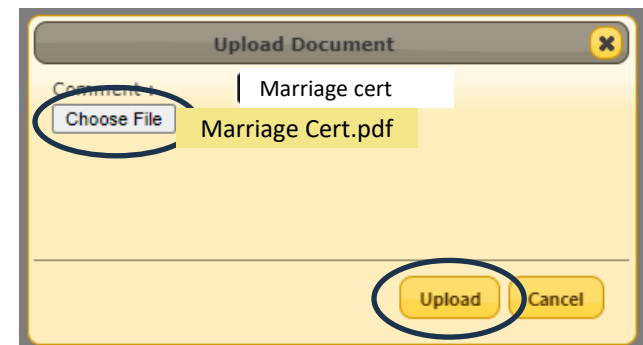 Upload Document
Comment : Marriage cert
Choose File Marriage Cert.pdf
Upload Cancel